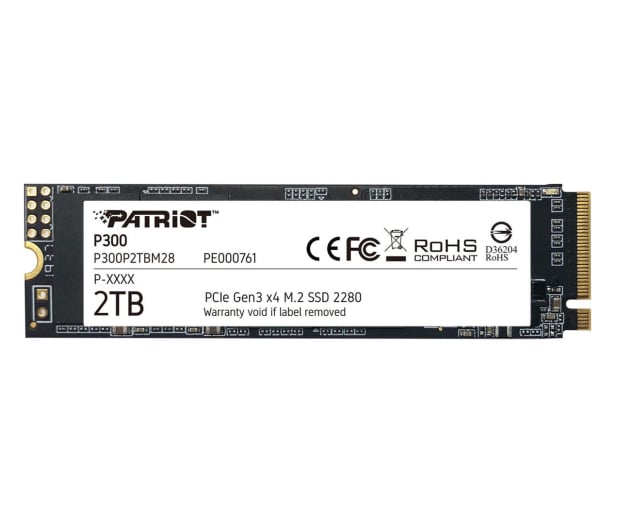 PATRIOT™
P300
P300P2TBM28 PE000761
P-XXXX
2TB
PCIe Gen3 x4 M.2 SSD 2280
Warranty void if label removed
CE FC
RoHS
COMPLIANT
D36204
RoHS